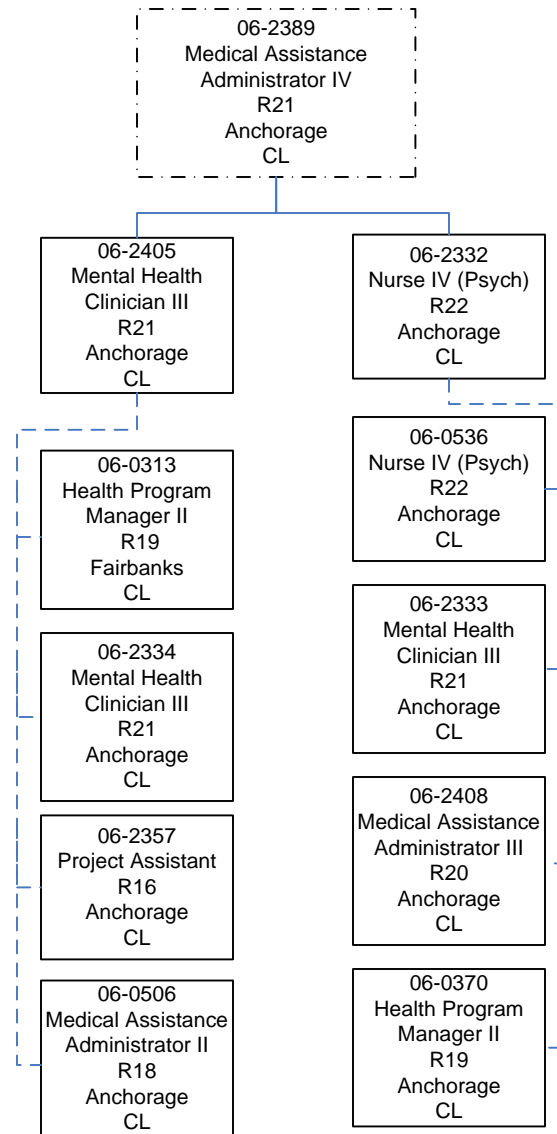 06-2389
Medical Assistance
Administrator IV
R21
Anchorage
CL
06-2405
Mental Health
Clinician III
R21
Anchorage
CL
06-0313
Health Program
Manager II
R19
Fairbanks
CL
06-2334
Mental Health
Clinician III
R21
Anchorage
CL
06-2357
Project Assistant
R16
Anchorage
CL
06-0506
Medical Assistance
Administrator II
R18
Anchorage
CL
06-2332
Nurse IV (Psych)
R22
Anchorage
CL
06-0536
Nurse IV (Psych)
R22
Anchorage
CL
06-2333
Mental Health
Clinician III
R21
Anchorage
CL
06-2408
Medical Assistance
Administrator III
R20
Anchorage
CL
06-0370
Health Program
Manager II
R19
Anchorage
CL